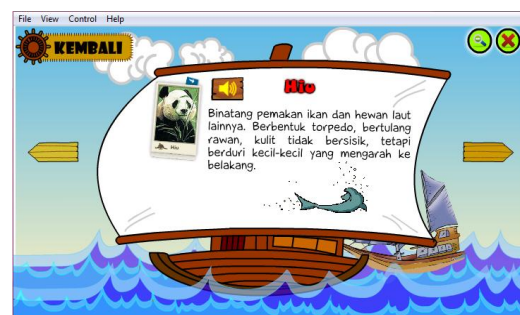 File View Control Help
KEMBALI
Hiu
Binatang pemakan ikan dan hewan laut
lainnya. Berbentuk torpedo, bertulang
rawan, kulit tidak bersisik, tetapi
berduri kecil-kecil yang mengarah ke
belakang.
Hiu